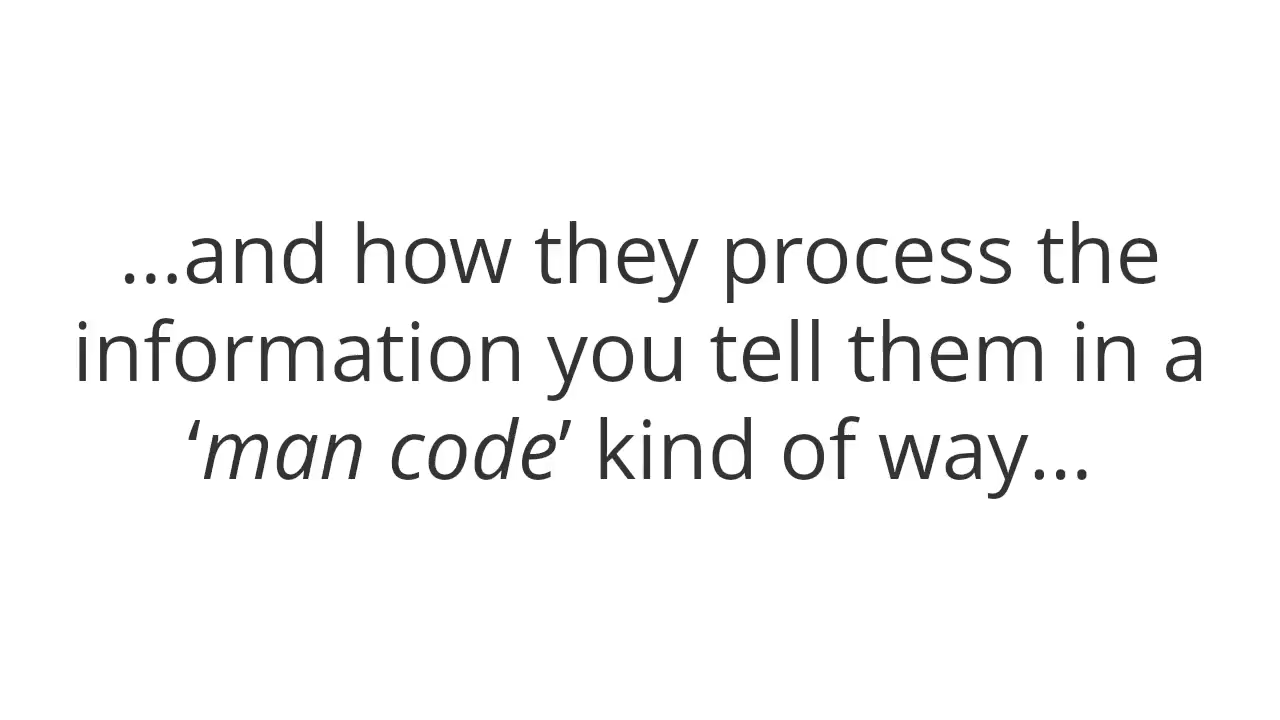 ...and how they process the
information you tell them in a
‘man code’ kind of way...